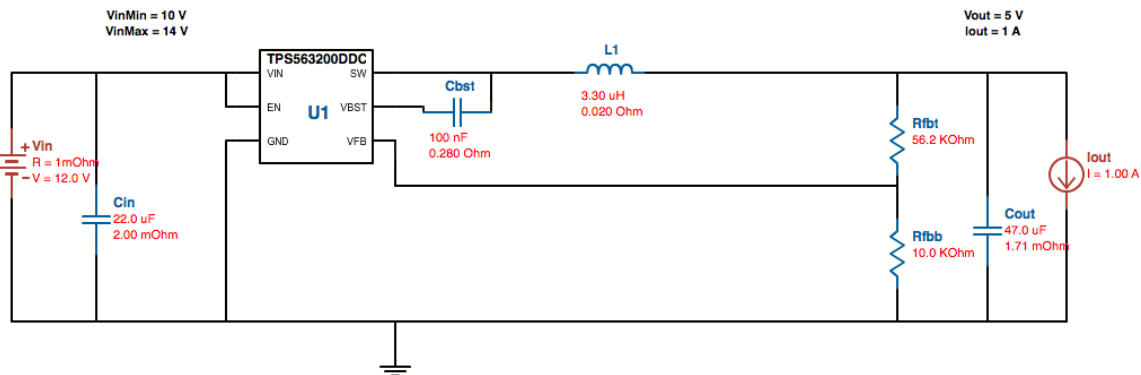 VinMin = 10 V
VinMax = 14 V
Vout = 5 V
Iout = 1 A
TPS563200DDC
VIN
SW
EN
U1
VBST
GND
VFB
Cbst
100 nF
0.280 Ohm
L1
3.30 uH
0.020 Ohm
+ Vin
R = 1mOhm
- V = 12.0 V
Cin
22.0 uF
2.00 mOhm
Rfbt
56.2 KOhm
Rfbb
10.0 KOhm
Cout
47.0 uF
1.71 mOhm
Iout
I = 1.00 A